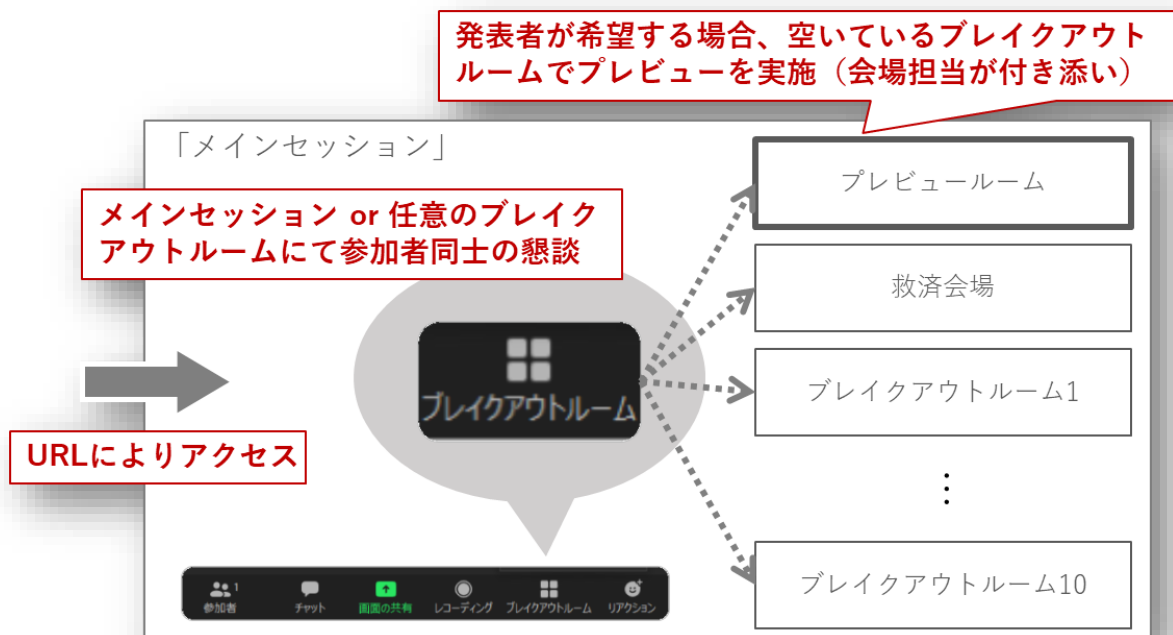 発表者が希望する場合、空いているブレイクアウト
ルームでプレビューを実施（会場担当が付き添い）
「メインセッション」
プレビュールーム
メインセッション or 任意のブレイク
アウトルームにて参加者同士の懇談
救済会場
ブレイクアウトルーム
ブレイクアウトルーム1
URLによりアクセス
⋮
ブレイクアウトルーム10
1
参加者
チャット
画面の共有
レコーディング
ブレイクアウトルーム
リアクション